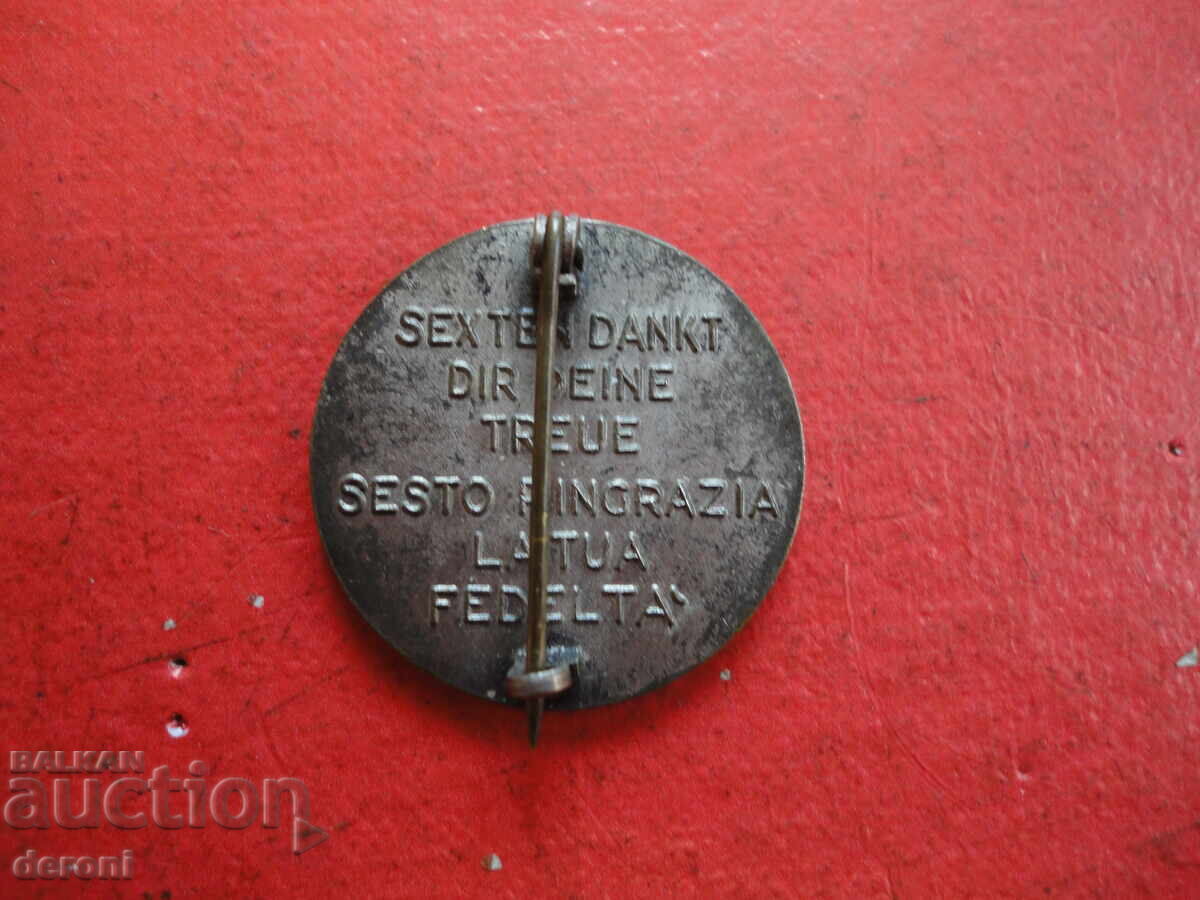 SEXTEN DANKT
DIR DEINE
TREUE
SESTO RINGRAZIA
LA TUA
FEDELTA'
BALKAN
auction
deroni